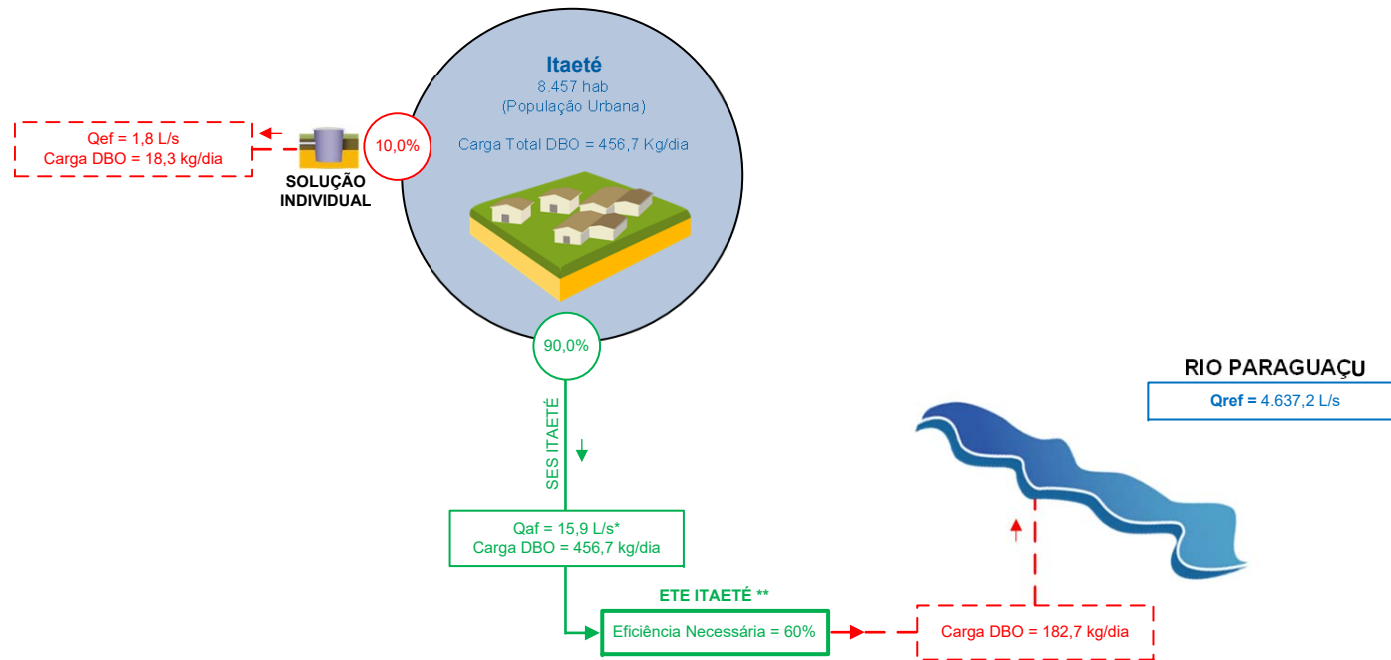 Itaeté
8.457 hab
(População Urbana)
Carga Total DBO = 456,7 Kg/dia
Qef = 1,8 L/s
Carga DBO = 18,3 kg/dia
10,0%
SOLUÇÃO
INDIVIDUAL
90,0%
SES ITAETÉ
RIO PARAGUAÇU
Qref = 4.637,2 L/s
Qaf = 15,9 L/s*
Carga DBO = 456,7 kg/dia
ETE ITAETÉ **
Eficiência Necessária = 60%
Carga DBO = 182,7 kg/dia